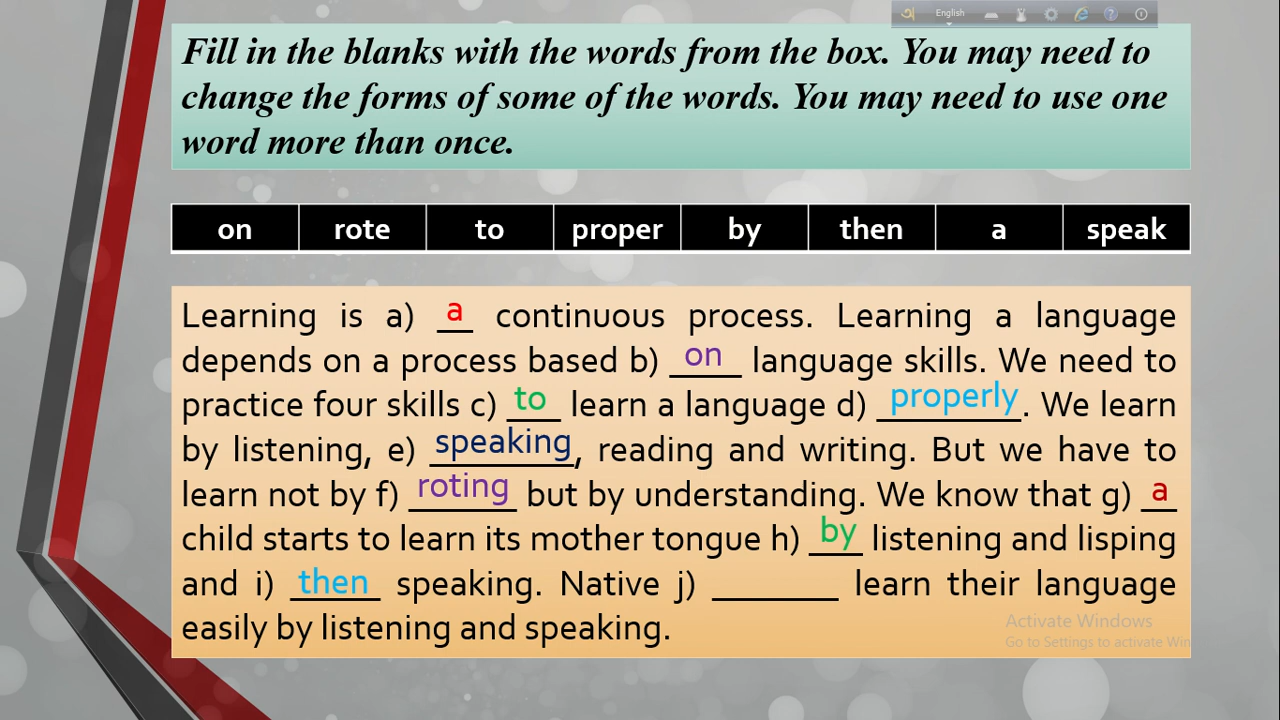 অ English
Fill in the blanks with the words from the box. You may need to
change the forms of some of the words. You may need to use one
word more than once.
on rote to proper by then a speak
Learning is a) a continuous process. Learning a language
depends on a process based b) on language skills. We need to
practice four skills c) to learn a language d) properly. We learn
by listening, e) speaking, reading and writing. But we have to
learn not by f) roting but by understanding. We know that g) a
child starts to learn its mother tongue h) by listening and lisping
and i) then speaking. Native j) ________ learn their language
easily by listening and speaking.
Activate Windows
Go to Settings to activate Win